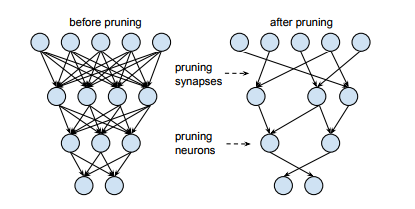 before pruning
after pruning
pruning
synapses
pruning
neurons